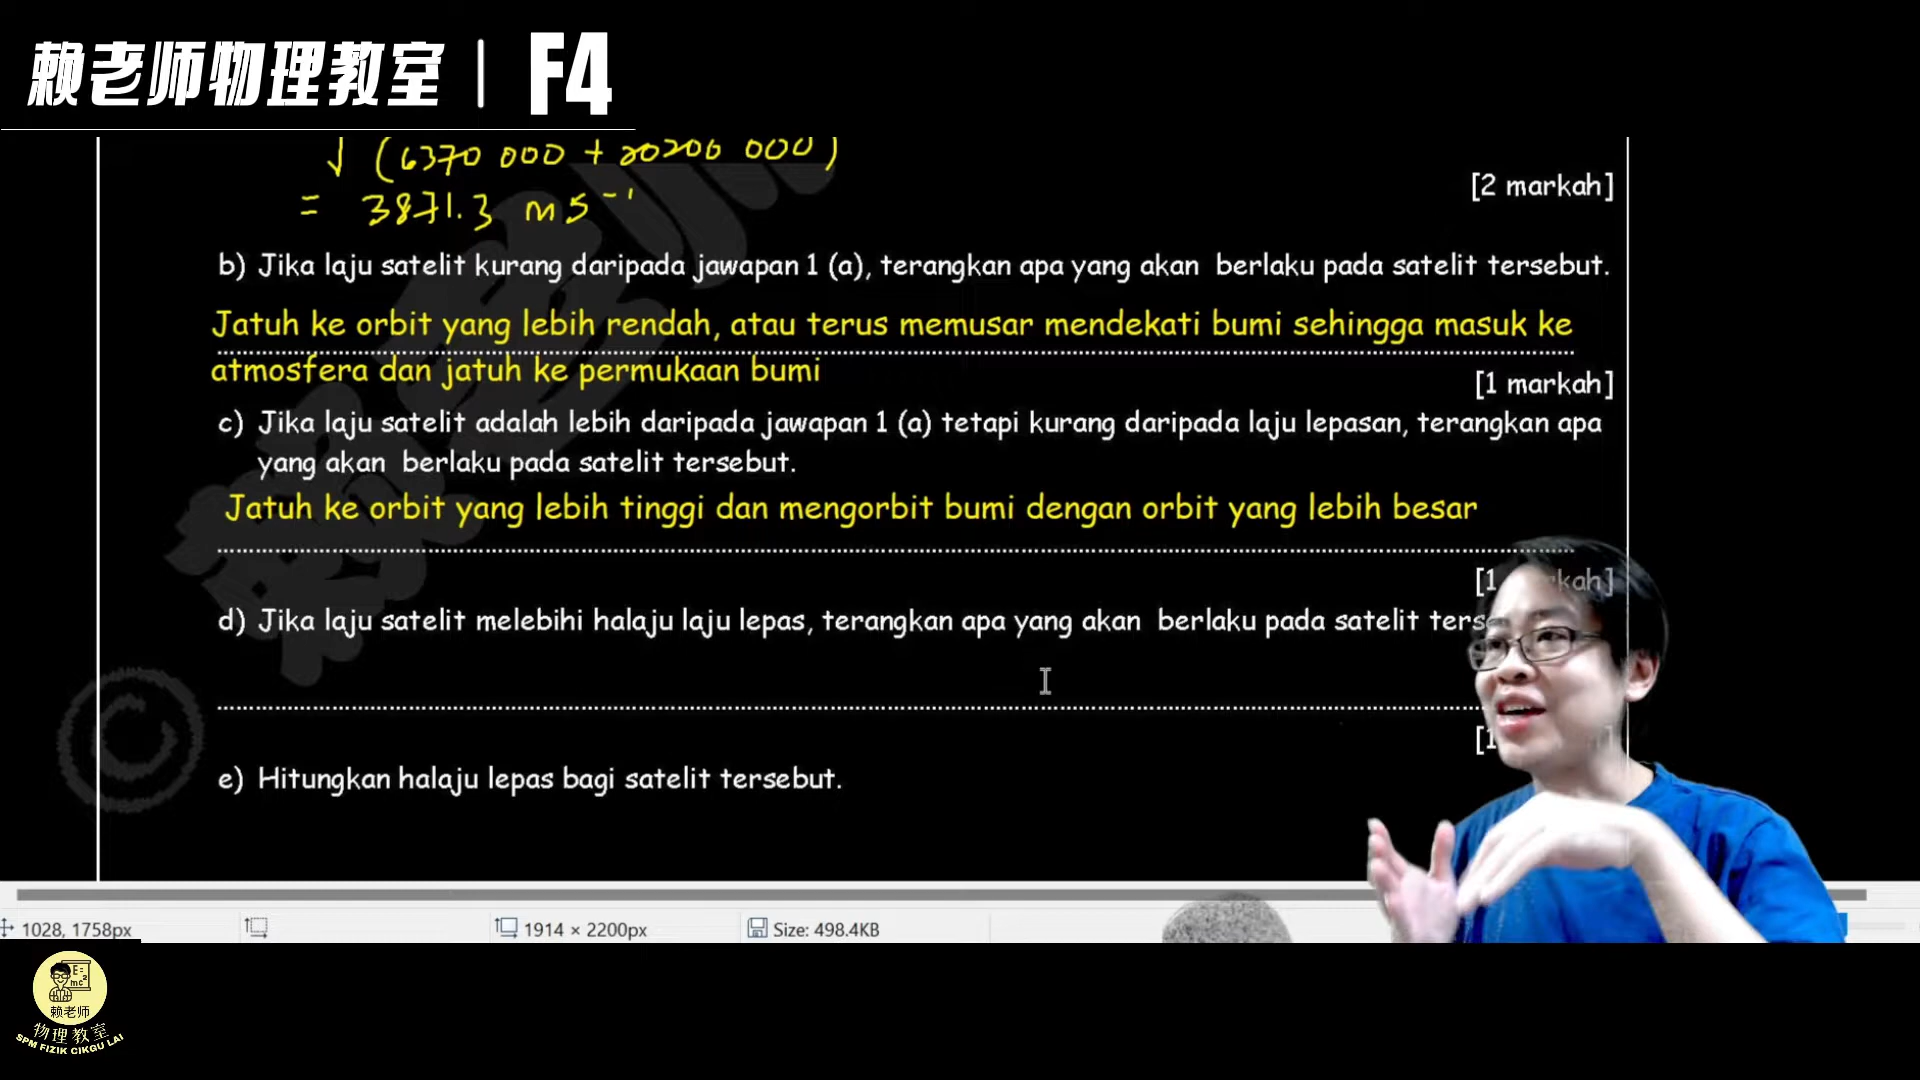 赖老师物理教室 | F4
√ (6370 000 + 20200 000)
= 3871.3 ms⁻¹
[2 markah]
b) Jika laju satelit kurang daripada jawapan 1 (a), terangkan apa yang akan berlaku pada satelit tersebut.
Jatuh ke orbit yang lebih rendah, atau terus memusar mendekati bumi sehingga masuk ke
atmosfera dan jatuh ke permukaan bumi
[1 markah]
c) Jika laju satelit adalah lebih daripada jawapan 1 (a) tetapi kurang daripada laju lepasan, terangkan apa
yang akan berlaku pada satelit tersebut.
Jatuh ke orbit yang lebih tinggi dan mengorbit bumi dengan orbit yang lebih besar
[1
kah]
d) Jika laju satelit melebihi halaju laju lepas, terangkan apa yang akan berlaku pada satelit
[1
e) Hitungkan halaju lepas bagi satelit tersebut.
1028, 1758px
1914 × 2200px
Size: 498.4KB
E=
mc²
赖老师
物理教室
SPM FIZIK CIKGU LAI